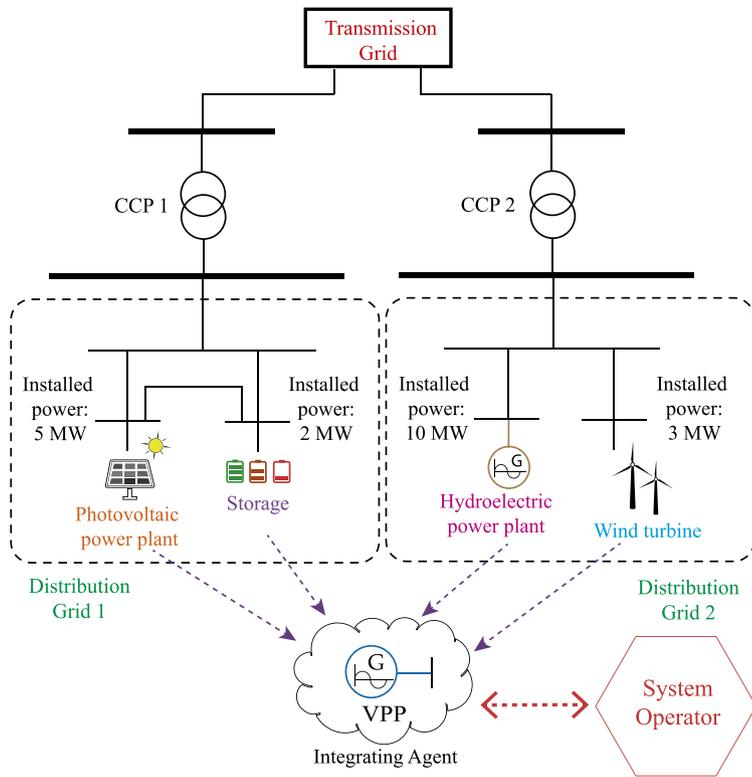 Transmission
Grid
CCP 1
CCP 2
Installed
power:
5 MW
Installed
power:
2 MW
Installed
power:
10 MW
Installed
power:
3 MW
G
Photovoltaic
power plant
Storage
Hydroelectric
power plant
Wind turbine
Distribution
Grid 1
Distribution
Grid 2
G
VPP
Integrating Agent
System
Operator